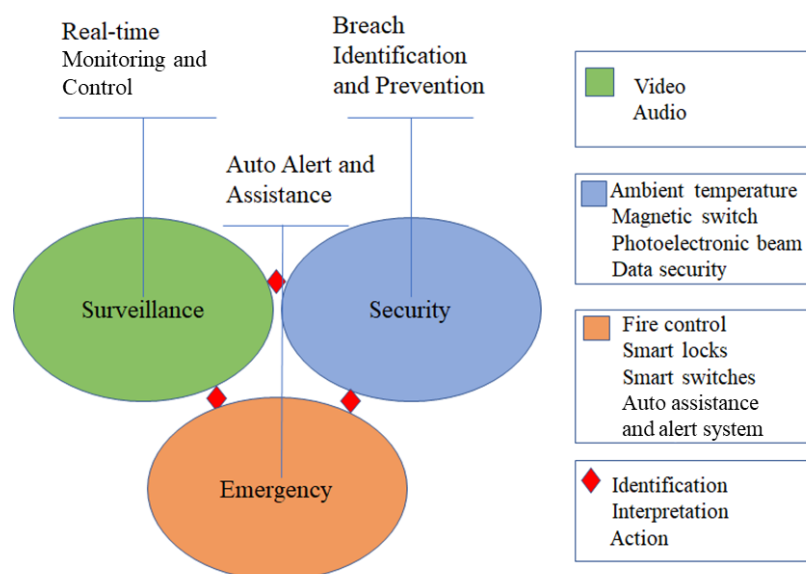 Real-time
Monitoring and
Control
Breach
Identification
and Prevention
Auto Alert and
Assistance
Surveillance
Security
Emergency
Video
Audio
Ambient temperature
Magnetic switch
Photoelectronic beam
Data security
Fire control
Smart locks
Smart switches
Auto assistance
and alert system
Identification
Interpretation
Action